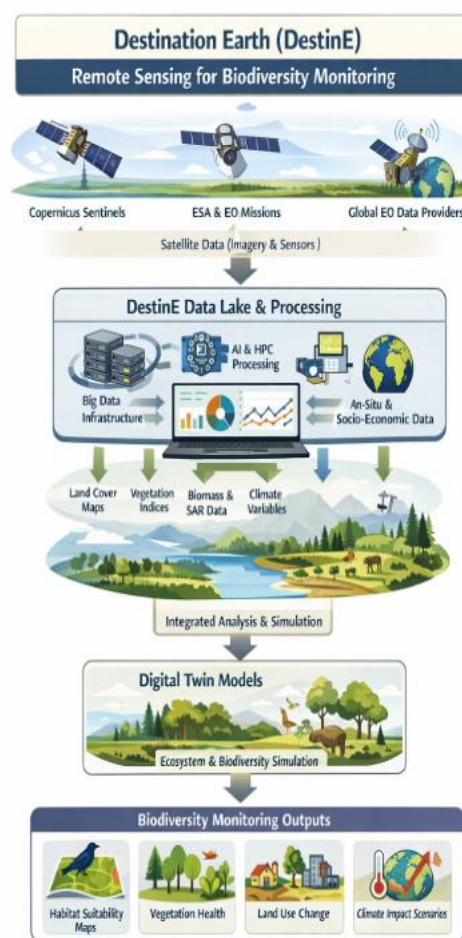 Destination Earth (DestinE)
Remote Sensing for Biodiversity Monitoring
Copernicus Sentinels
ESA & EO Missions
Global EO Data Providers
Satellite Data (Imagery & Sensors )
DestinE Data Lake & Processing
AI & HPC
Processing
Big Data
Infrastructure
An-Situ &
Socio-Economic Data
Land Cover
Maps
Vegetation
Indices
Biomass &
SAR Data
Climate
Variables
Integrated Analysis & Simulation
Digital Twin Models
Ecosystem & Biodiversity Simulation
Biodiversity Monitoring Outputs
Habitat Suitability
Maps
Vegetation Health
Land Use Change
Climate Impact Scenarios